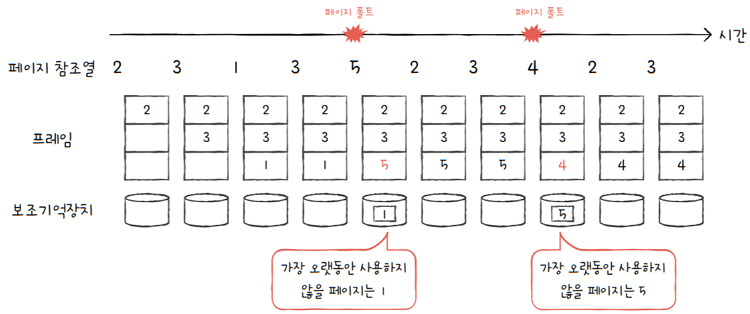 페이지 폴트 페이지 폴트
시간
페이지 참조열 2 3 1 3 5 2 3 4 2 3
2 2 2 2 2 2 2 2 2 2
프레임 3 3 3 3 3 3 3 3 3
1 1 5 5 5 4 4 4
보조기억장치 1 5
가장 오랫동안 사용하지 가장 오랫동안 사용하지
않을 페이지는 1 않을 페이지는 5